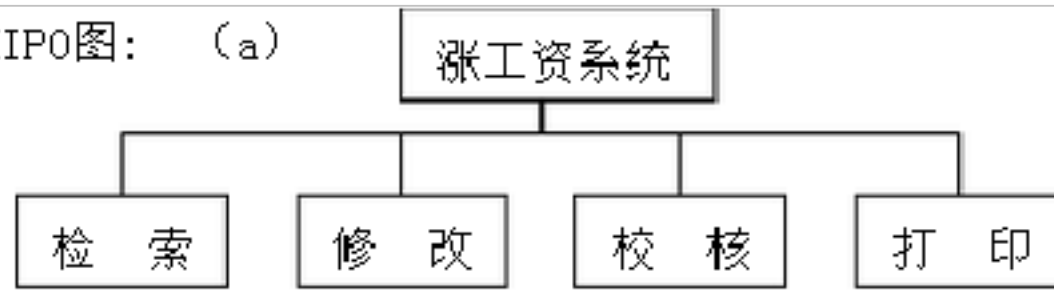 IPO图: （a）
涨工资系统
检 索
修 改
校 核
打 印